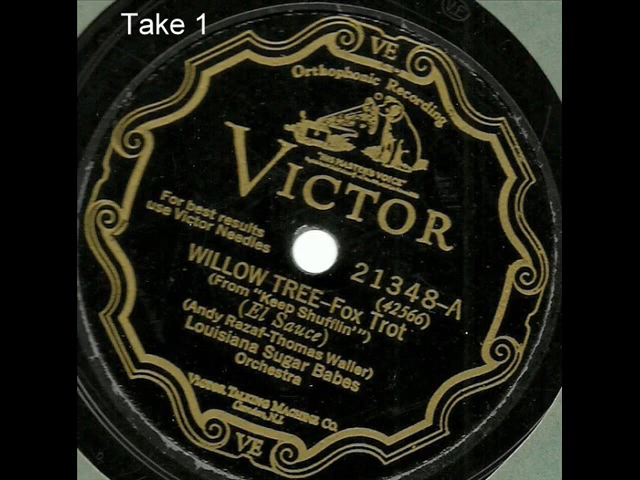 Take 1
VE
VE
Orthophonic Recording
"HIS MASTER'S VOICE"
VICTOR
For best results
use Victor Needles
21348-A
(42566)
WILLOW TREE-FOX TROT
(From "Keep Shufflin'")
(El Sauce)
(Andy Razaf-Thomas Waller)
Louisiana Sugar Babes
Orchestra
VICTOR TALKING MACHINE CO.
Camden, N.J.
VE